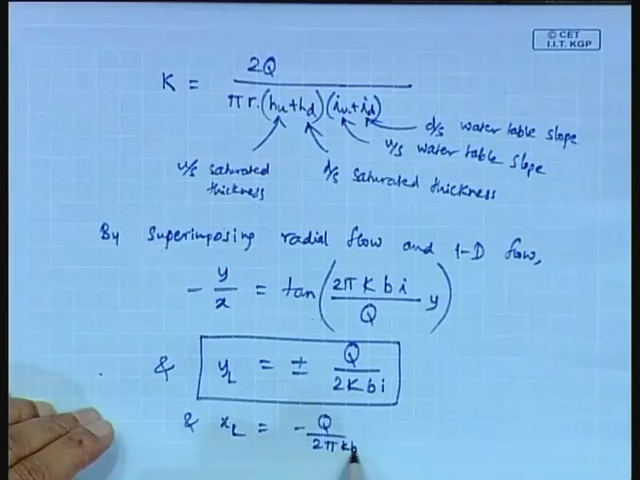 © CET
I.I.T. KGP
K = 2Q / πr.(hu+hd)(iu+id)
d/s water table slope
u/s water table slope
u/s saturated thickness
d/s saturated thickness
By superimposing radial flow and 1-D flow,
- y/x = tan(2π K b i / Q y)
& yL = ± Q / 2Kbi
& xL = - Q / 2πKb